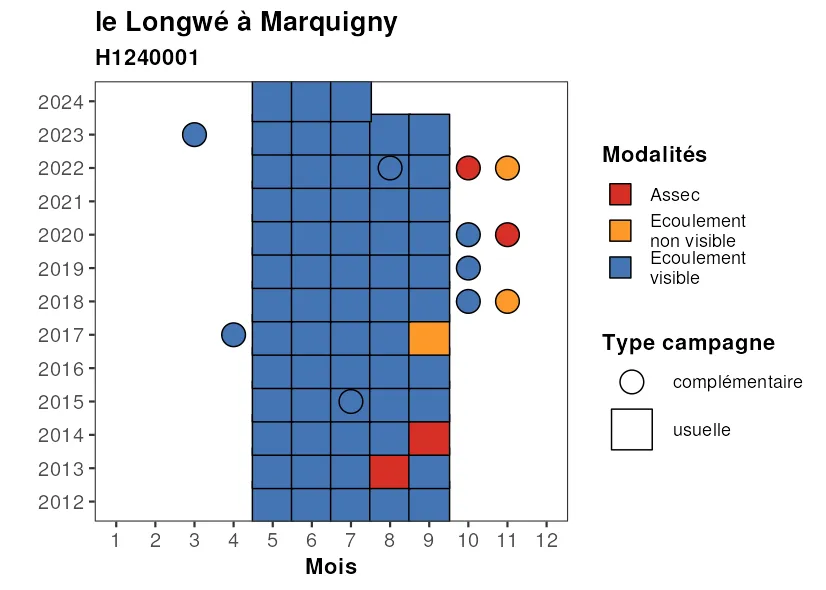 le Longwé à Marquigny
H1240001
2024
2023
2022
2021
2020
2019
2018
2017
2016
2015
2014
2013
2012
1 2 3 4 5 6 7 8 9 10 11 12
Mois
Modalités
Assec
Ecoulement
non visible
Ecoulement
visible
Type campagne
complémentaire
usuelle